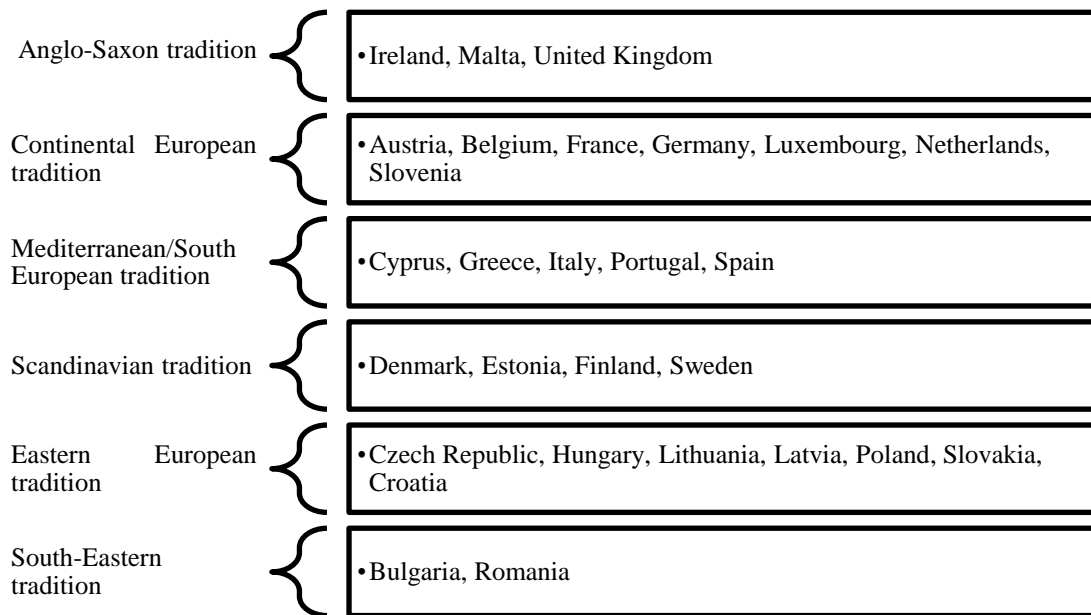 Anglo-Saxon tradition
•Ireland, Malta, United Kingdom
Continental European
tradition
•Austria, Belgium, France, Germany, Luxembourg, Netherlands,
Slovenia
Mediterranean/South
European tradition
•Cyprus, Greece, Italy, Portugal, Spain
Scandinavian tradition
•Denmark, Estonia, Finland, Sweden
Eastern European
tradition
•Czech Republic, Hungary, Lithuania, Latvia, Poland, Slovakia,
Croatia
South-Eastern
tradition
•Bulgaria, Romania